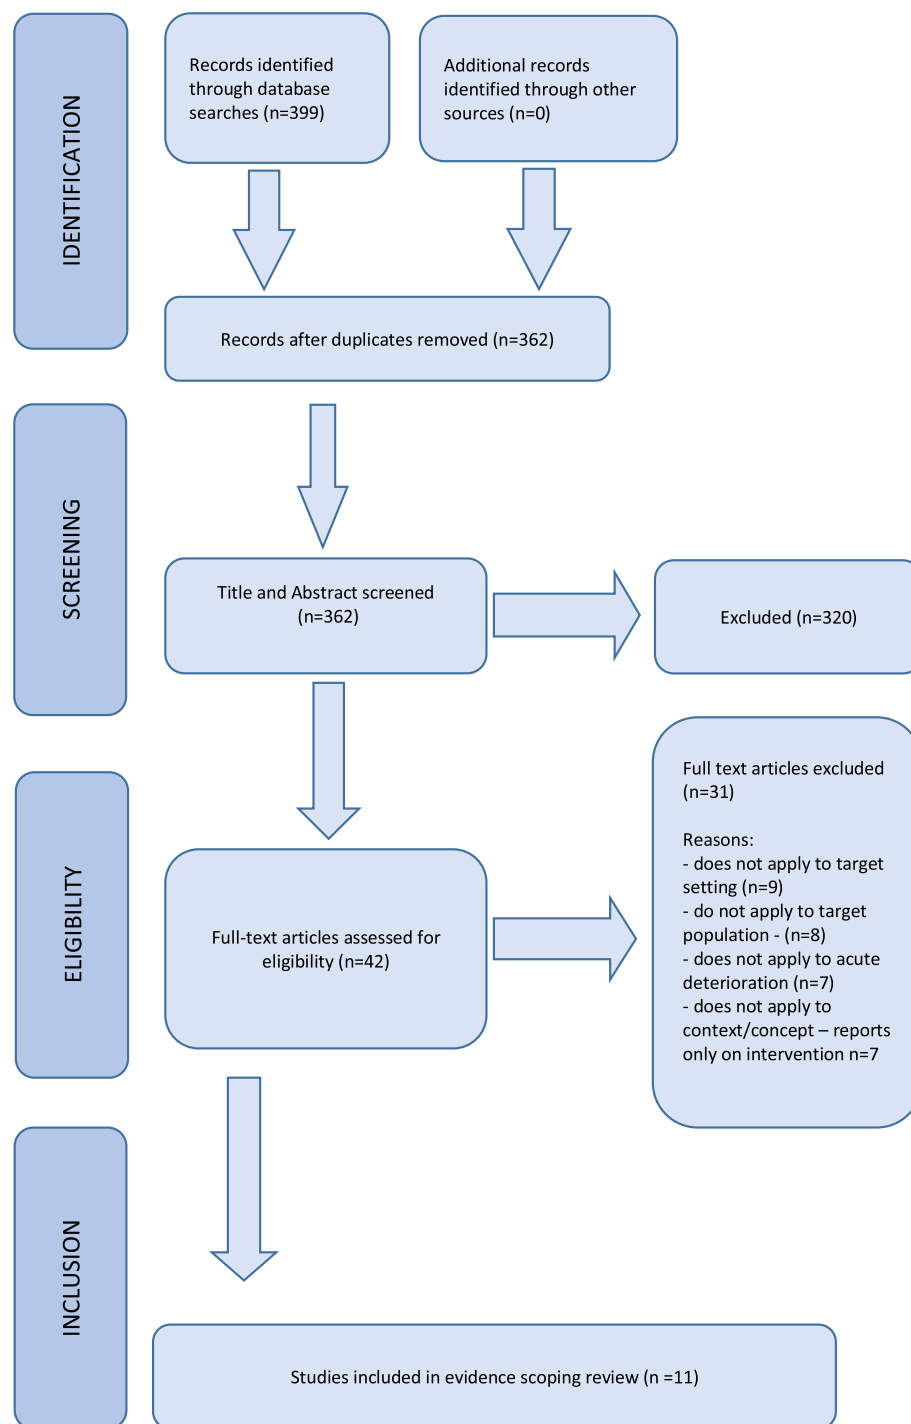 IDENTIFICATION
Records identified
through database
searches (n=399)
Additional records
identified through other
sources (n=0)
Records after duplicates removed (n=362)
SCREENING
Title and Abstract screened
(n=362)
Excluded (n=320)
ELIGIBILITY
Full-text articles assessed for
eligibility (n=42)
Full text articles excluded
(n=31)
Reasons:
- does not apply to target
setting (n=9)
- do not apply to target
population - (n=8)
- does not apply to acute
deterioration (n=7)
- does not apply to
context/concept – reports
only on intervention n=7
INCLUSION
Studies included in evidence scoping review (n =11)